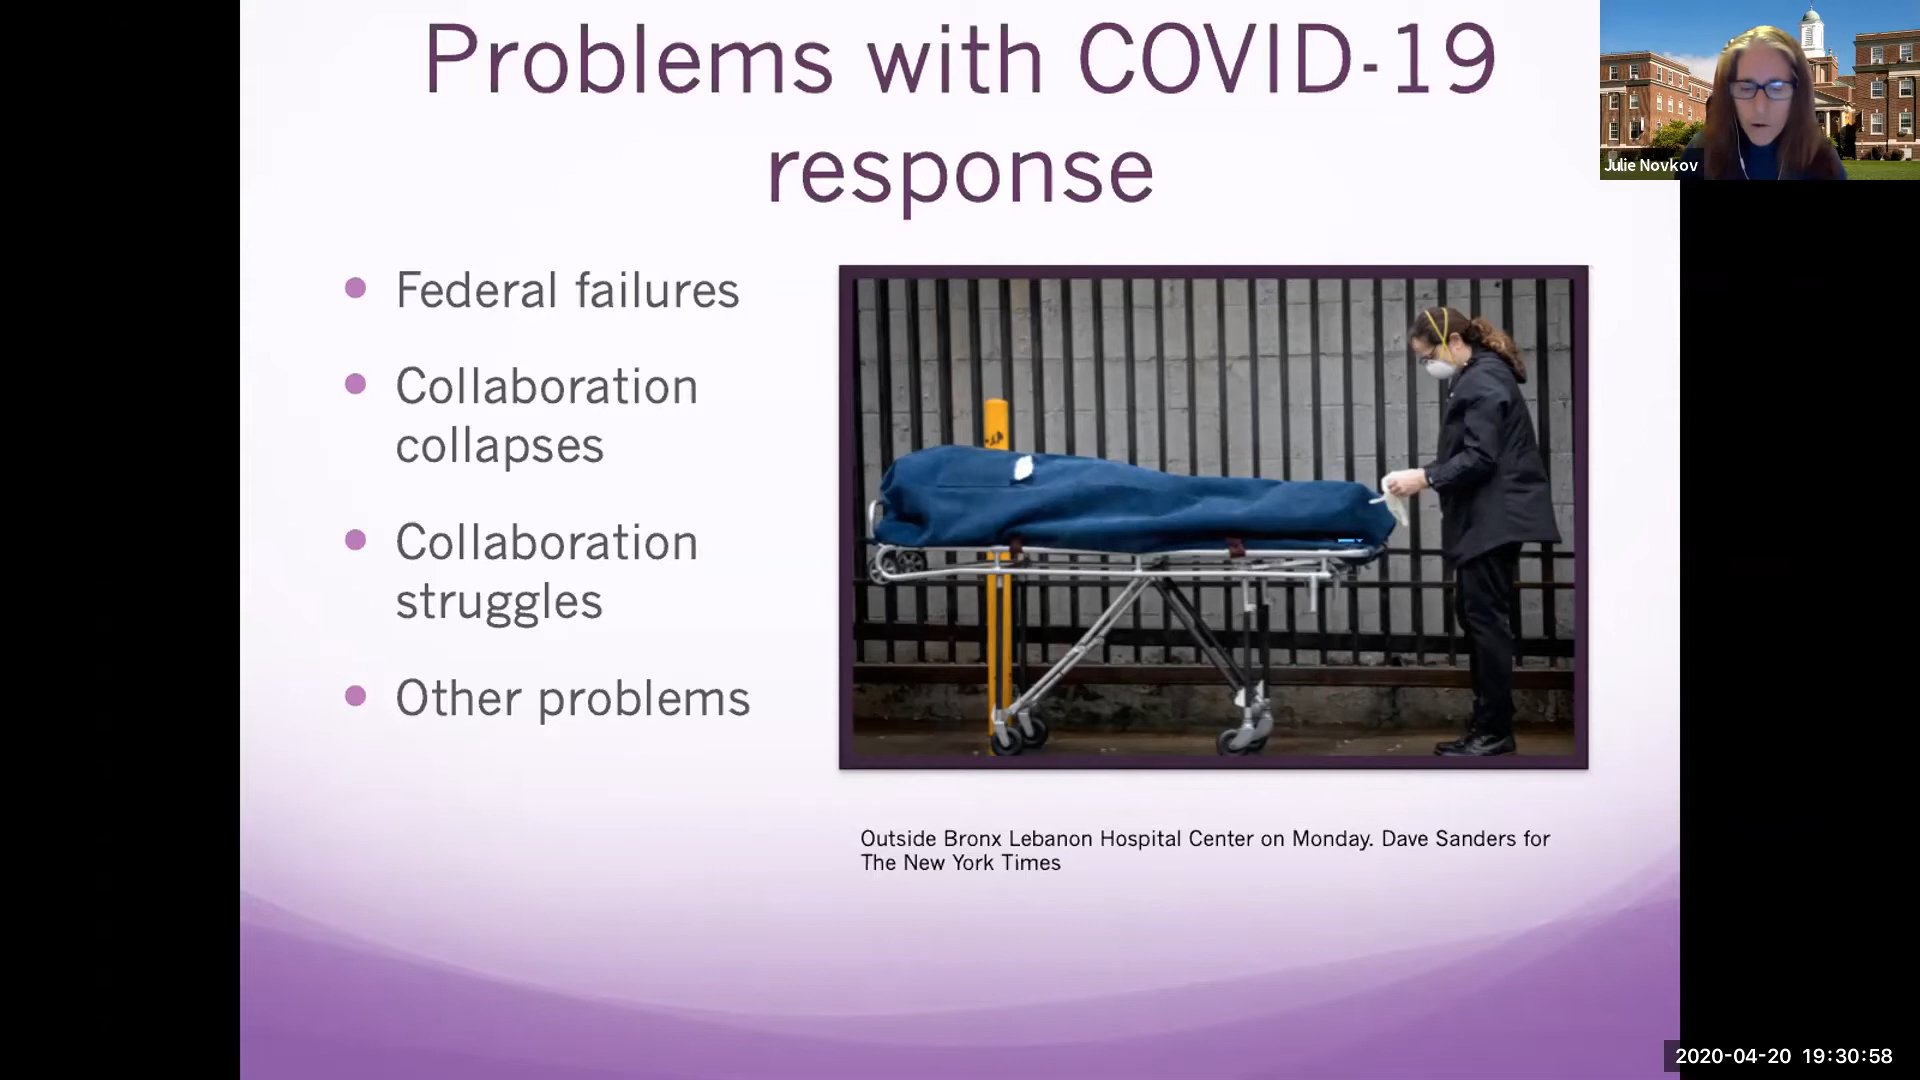 Problems with COVID-19
response
Julie Novkov
Federal failures
Collaboration
collapses
Collaboration
struggles
Other problems
Outside Bronx Lebanon Hospital Center on Monday. Dave Sanders for
The New York Times
2020-04-20 19:30:58